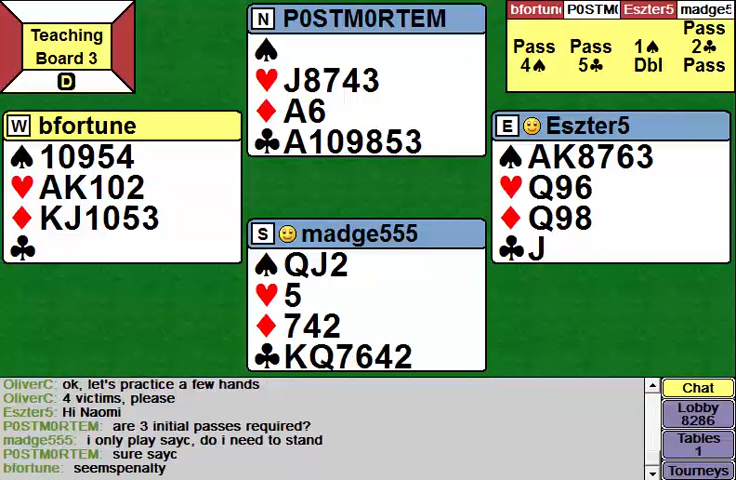 Teaching
Board 3
D
N P0STM0RTEM
♠
♥ J8743
♦ A6
♣ A109853
bfortun P0STM0 Eszter5 madge5
Pass
Pass Pass 1♠ 2♣
4♠ 5♣ Dbl Pass
W bfortune
♠ 10954
♥ AK102
♦ KJ1053
♣
E Eszter5
♠ AK8763
♥ Q96
♦ Q98
♣ J
S madge555
♠ QJ2
♥ 5
♦ 742
♣ KQ7642
OliverC: ok, let's practice a few hands
OliverC: 4 victims, please
Eszter5: Hi Naomi
P0STM0RTEM: are 3 initial passes required?
madge555: i only play sayc, do i need to stand
P0STM0RTEM: sure sayc
bfortune: seemspenalty
Chat
Lobby
8286
Tables
1
Tourneys